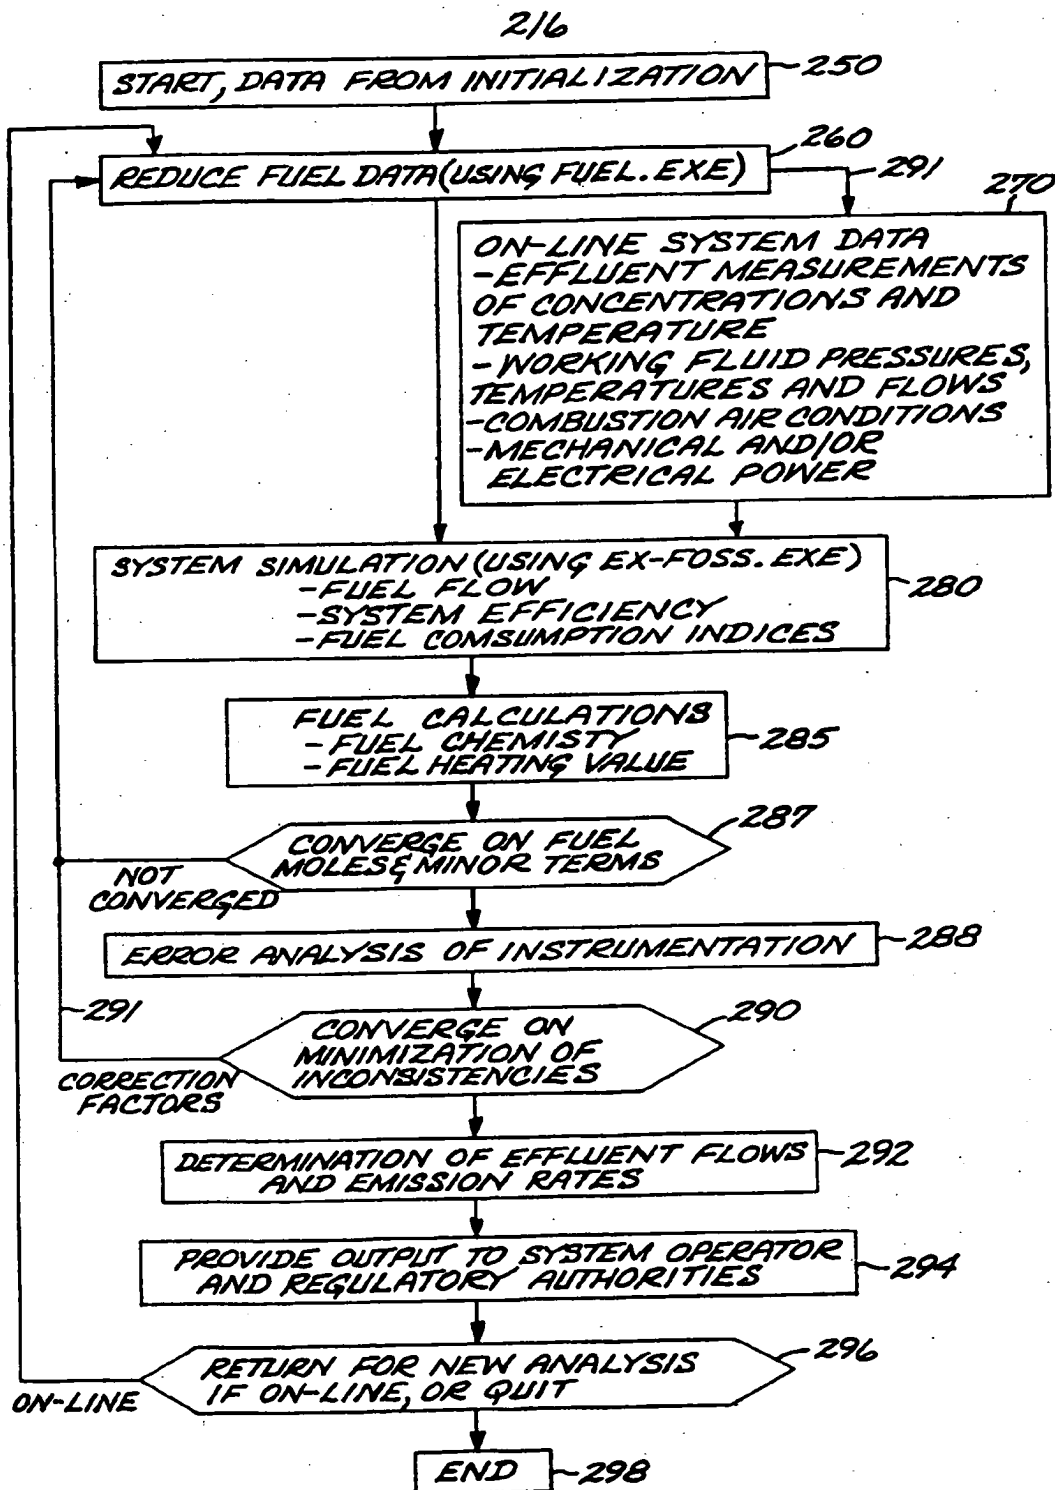 216
START, DATA FROM INITIALIZATION
250
REDUCE FUEL DATA (USING FUEL.EXE)
260
291
270
ON-LINE SYSTEM DATA
-EFFLUENT MEASUREMENTS
OF CONCENTRATIONS AND
TEMPERATURE
-WORKING FLUID PRESSURES,
TEMPERATURES AND FLOWS
-COMBUSTION AIR CONDITIONS
-MECHANICAL AND/OR
ELECTRICAL POWER
SYSTEM SIMULATION (USING EX-FOSS.EXE)
-FUEL FLOW
-SYSTEM EFFICIENCY
-FUEL COMSUMPTION INDICES
280
FUEL CALCULATIONS
- FUEL CHEMISTY
- FUEL HEATING VALUE
285
CONVERGE ON FUEL
MOLES & MINOR TERMS
287
NOT
CONVERGED
ERROR ANALYSIS OF INSTRUMENTATION
288
291
CONVERGE ON
MINIMIZATION OF
INCONSISTENCIES
290
CORRECTION
FACTORS
DETERMINATION OF EFFLUENT FLOWS
AND EMISSION RATES
292
PROVIDE OUTPUT TO SYSTEM OPERATOR
AND REGULATORY AUTHORITIES
294
RETURN FOR NEW ANALYSIS
IF ON-LINE, OR QUIT
296
ON-LINE
END
298